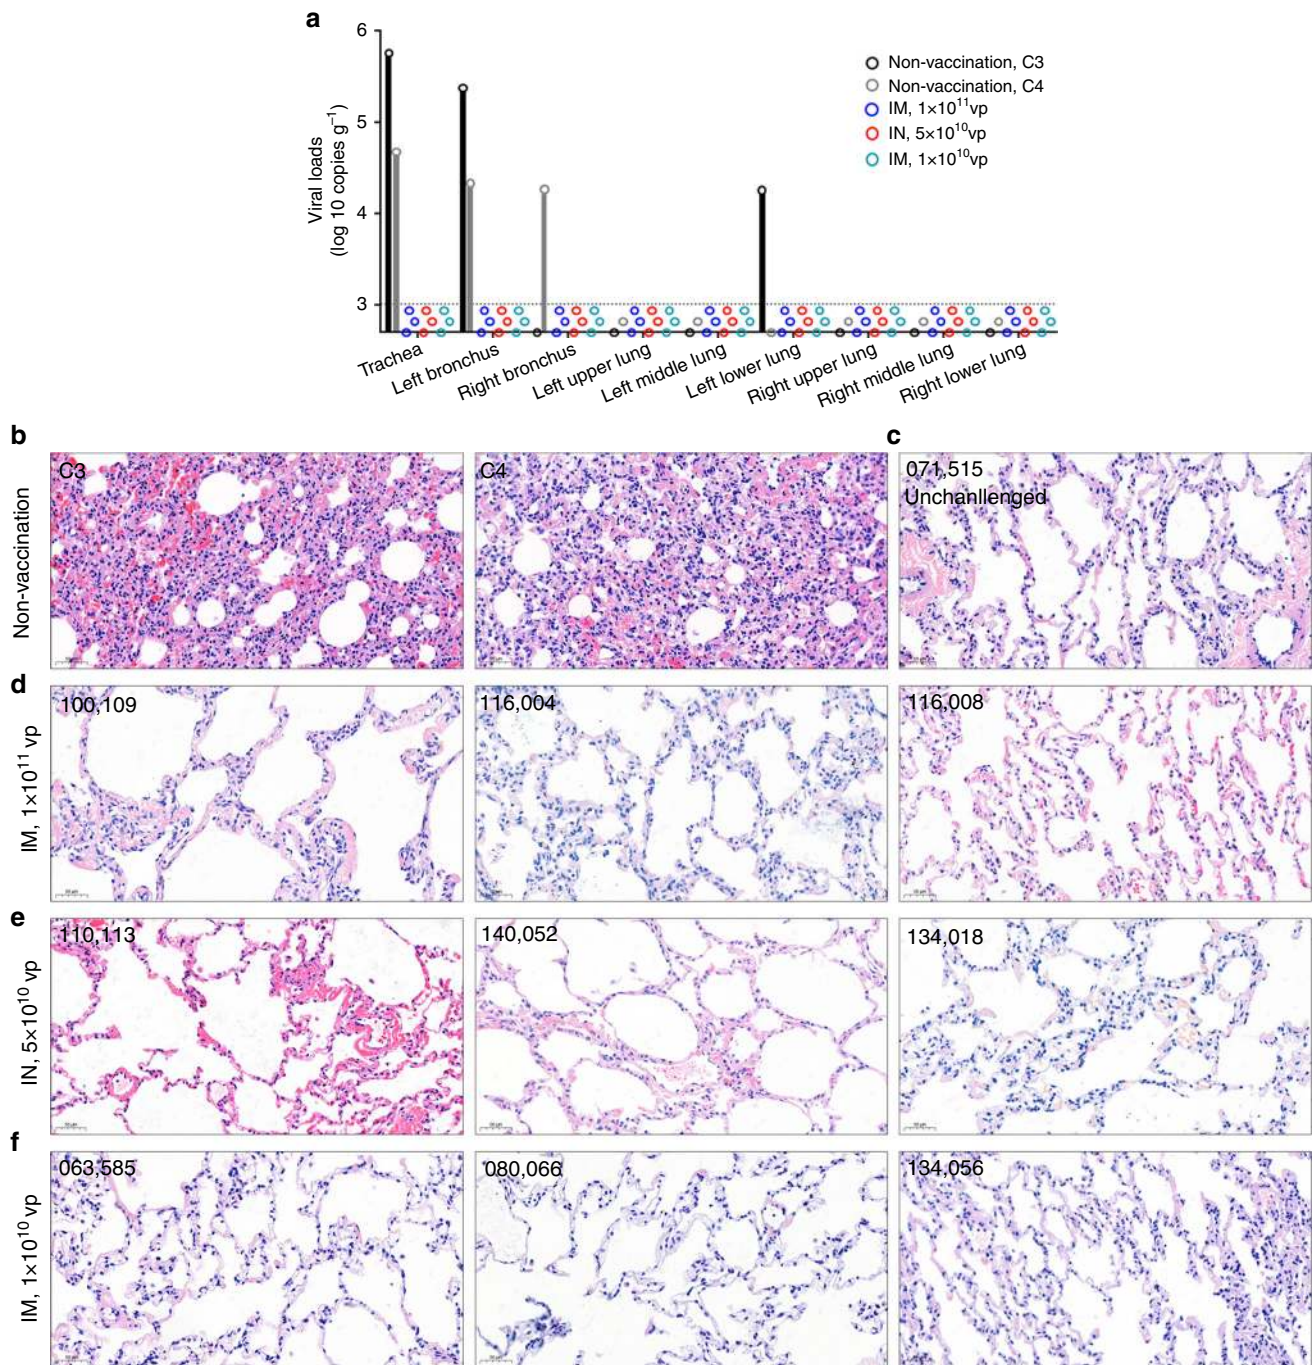 a
6
5
4
3
Viral loads
(log 10 copies g⁻¹)
Non-vaccination, C3
Non-vaccination, C4
IM, 1×10¹¹vp
IN, 5×10¹⁰vp
IM, 1×10¹⁰vp
Trachea
Left bronchus
Right bronchus
Left upper lung
Left middle lung
Left lower lung
Right upper lung
Right middle lung
Right lower lung
b
Non-vaccination
C3
C4
c
071,515
Unchanllenged
d
IM, 1×10¹¹ vp
100,109
116,004
116,008
e
IN, 5×10¹⁰ vp
110,113
140,052
134,018
f
IM, 1×10¹⁰ vp
063,585
080,066
134,056